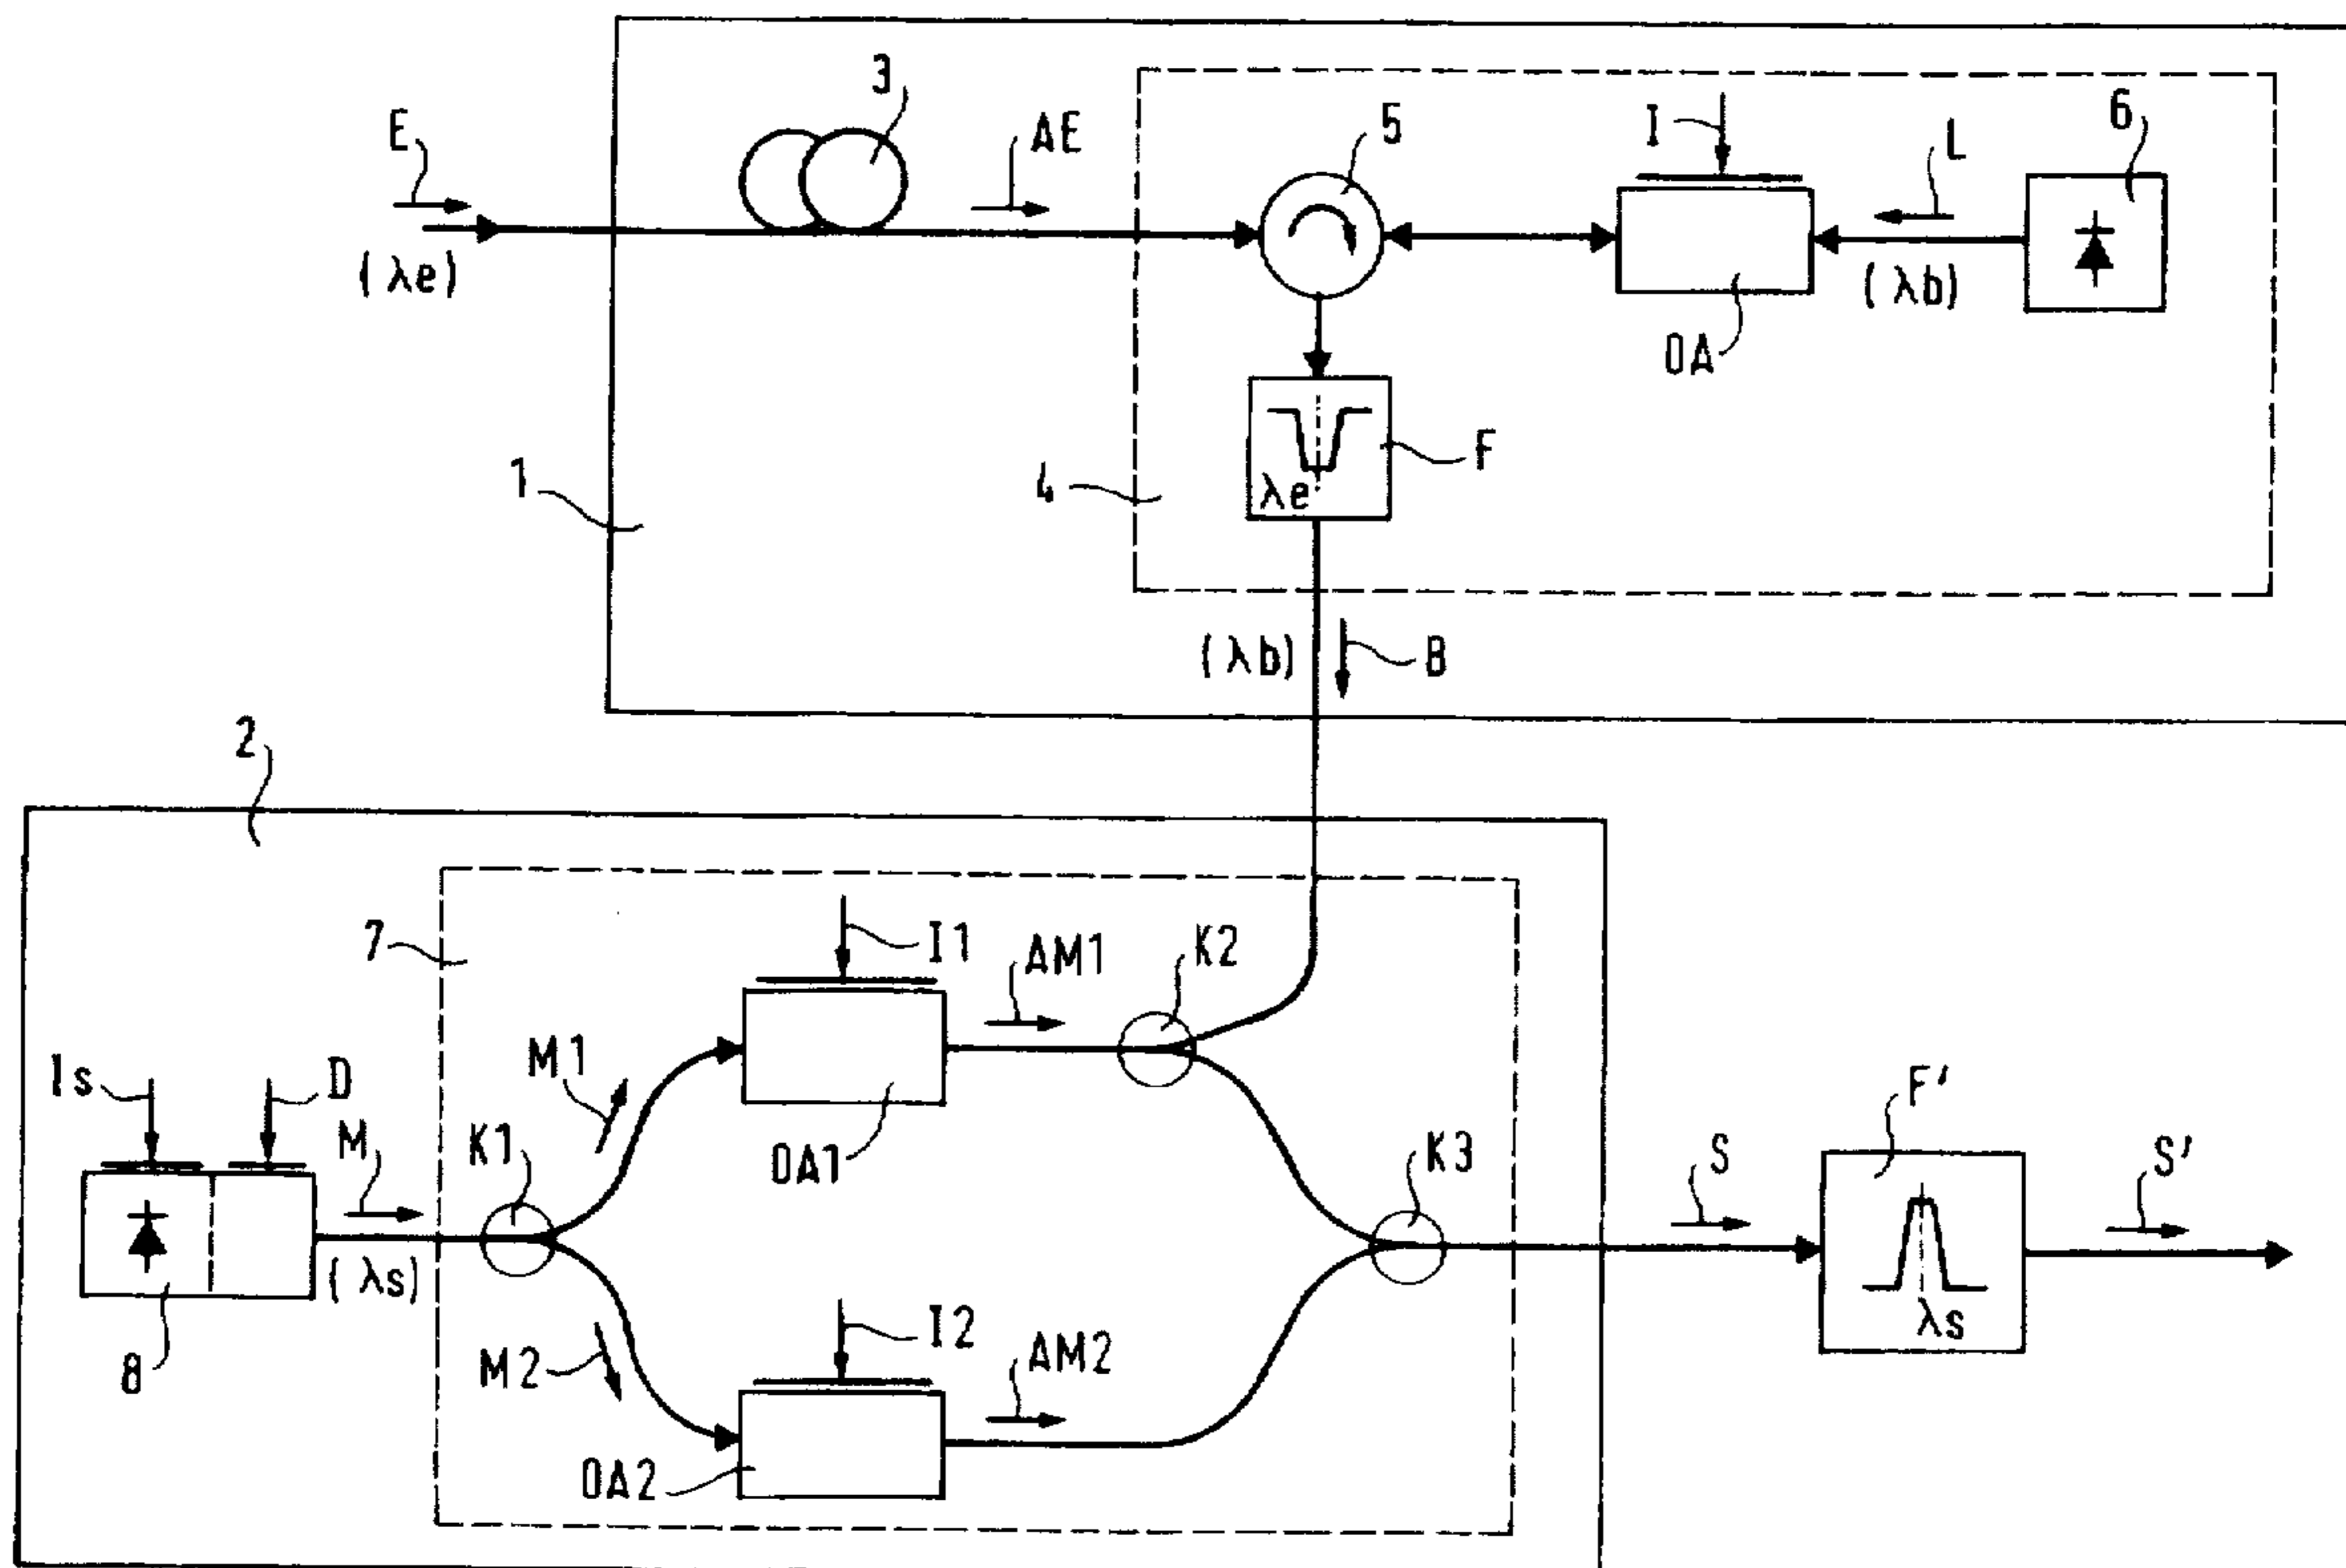 3
E
AE
I
5
L
6
(λe)
(λb)
OA
F
λe
1
4
(λb)
B
2
7
I1
AM1
K2
M1
Is
D
M
K1
OA1
K3
S
F'
S'
(λs)
8
M2
I2
AM2
λs
OA2